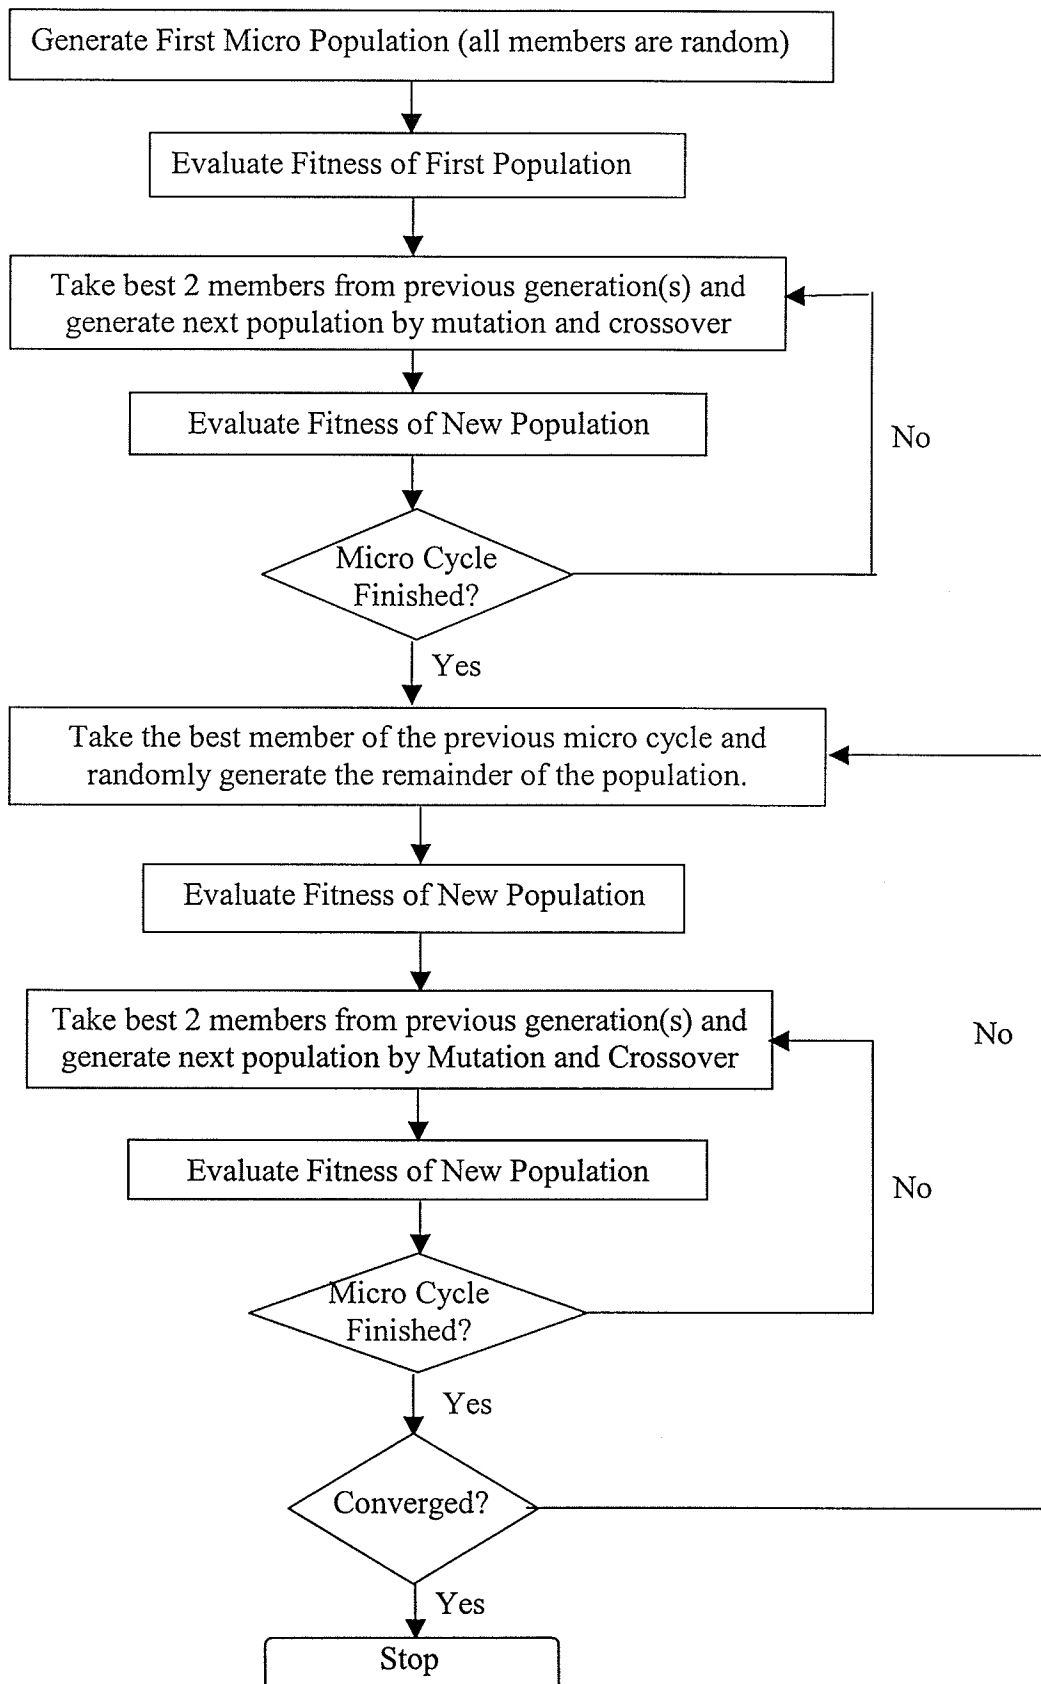 Generate First Micro Population (all members are random)
Evaluate Fitness of First Population
Take best 2 members from previous generation(s) and
generate next population by mutation and crossover
Evaluate Fitness of New Population
No
Micro Cycle
Finished?
Yes
Take the best member of the previous micro cycle and
randomly generate the remainder of the population.
Evaluate Fitness of New Population
Take best 2 members from previous generation(s) and
generate next population by Mutation and Crossover
No
Evaluate Fitness of New Population
No
Micro Cycle
Finished?
Yes
Converged?
Yes
Stop